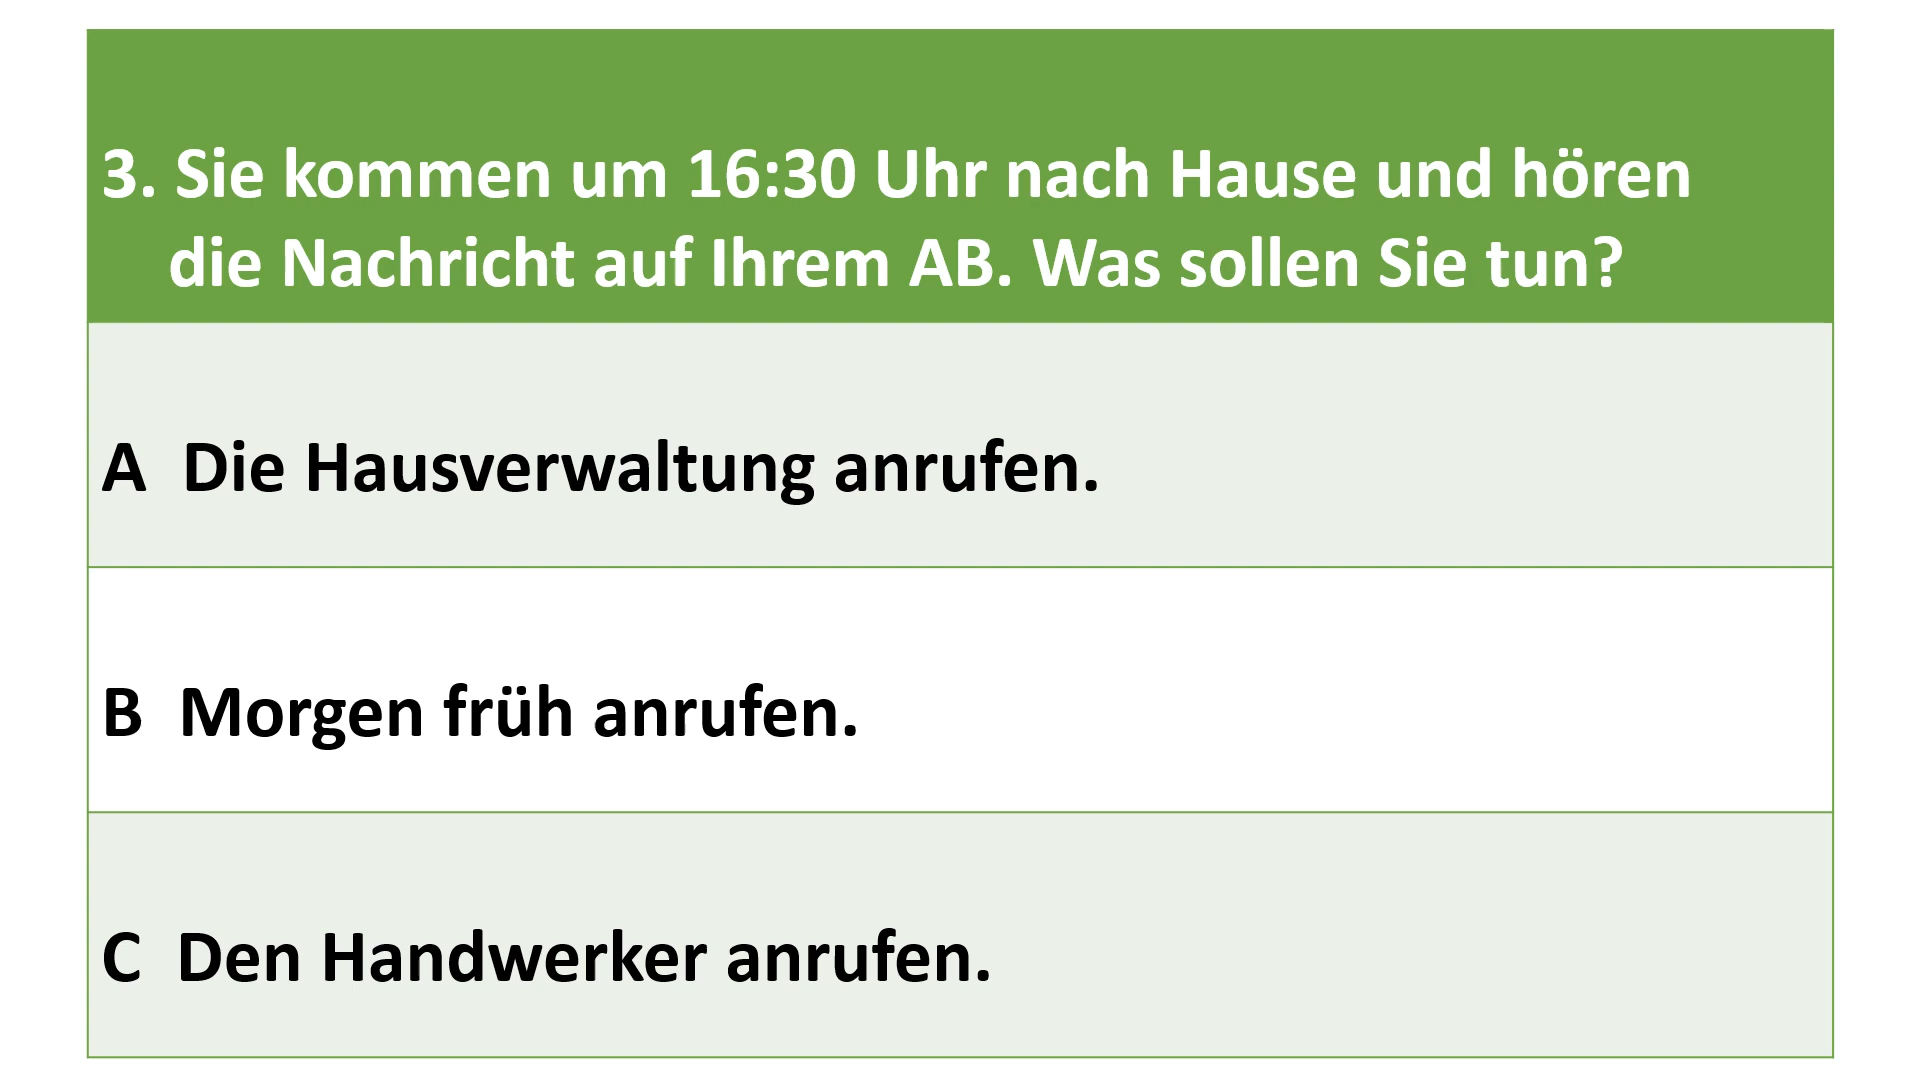 3. Sie kommen um 16:30 Uhr nach Hause und hören
die Nachricht auf Ihrem AB. Was sollen Sie tun?
A Die Hausverwaltung anrufen.
B Morgen früh anrufen.
C Den Handwerker anrufen.